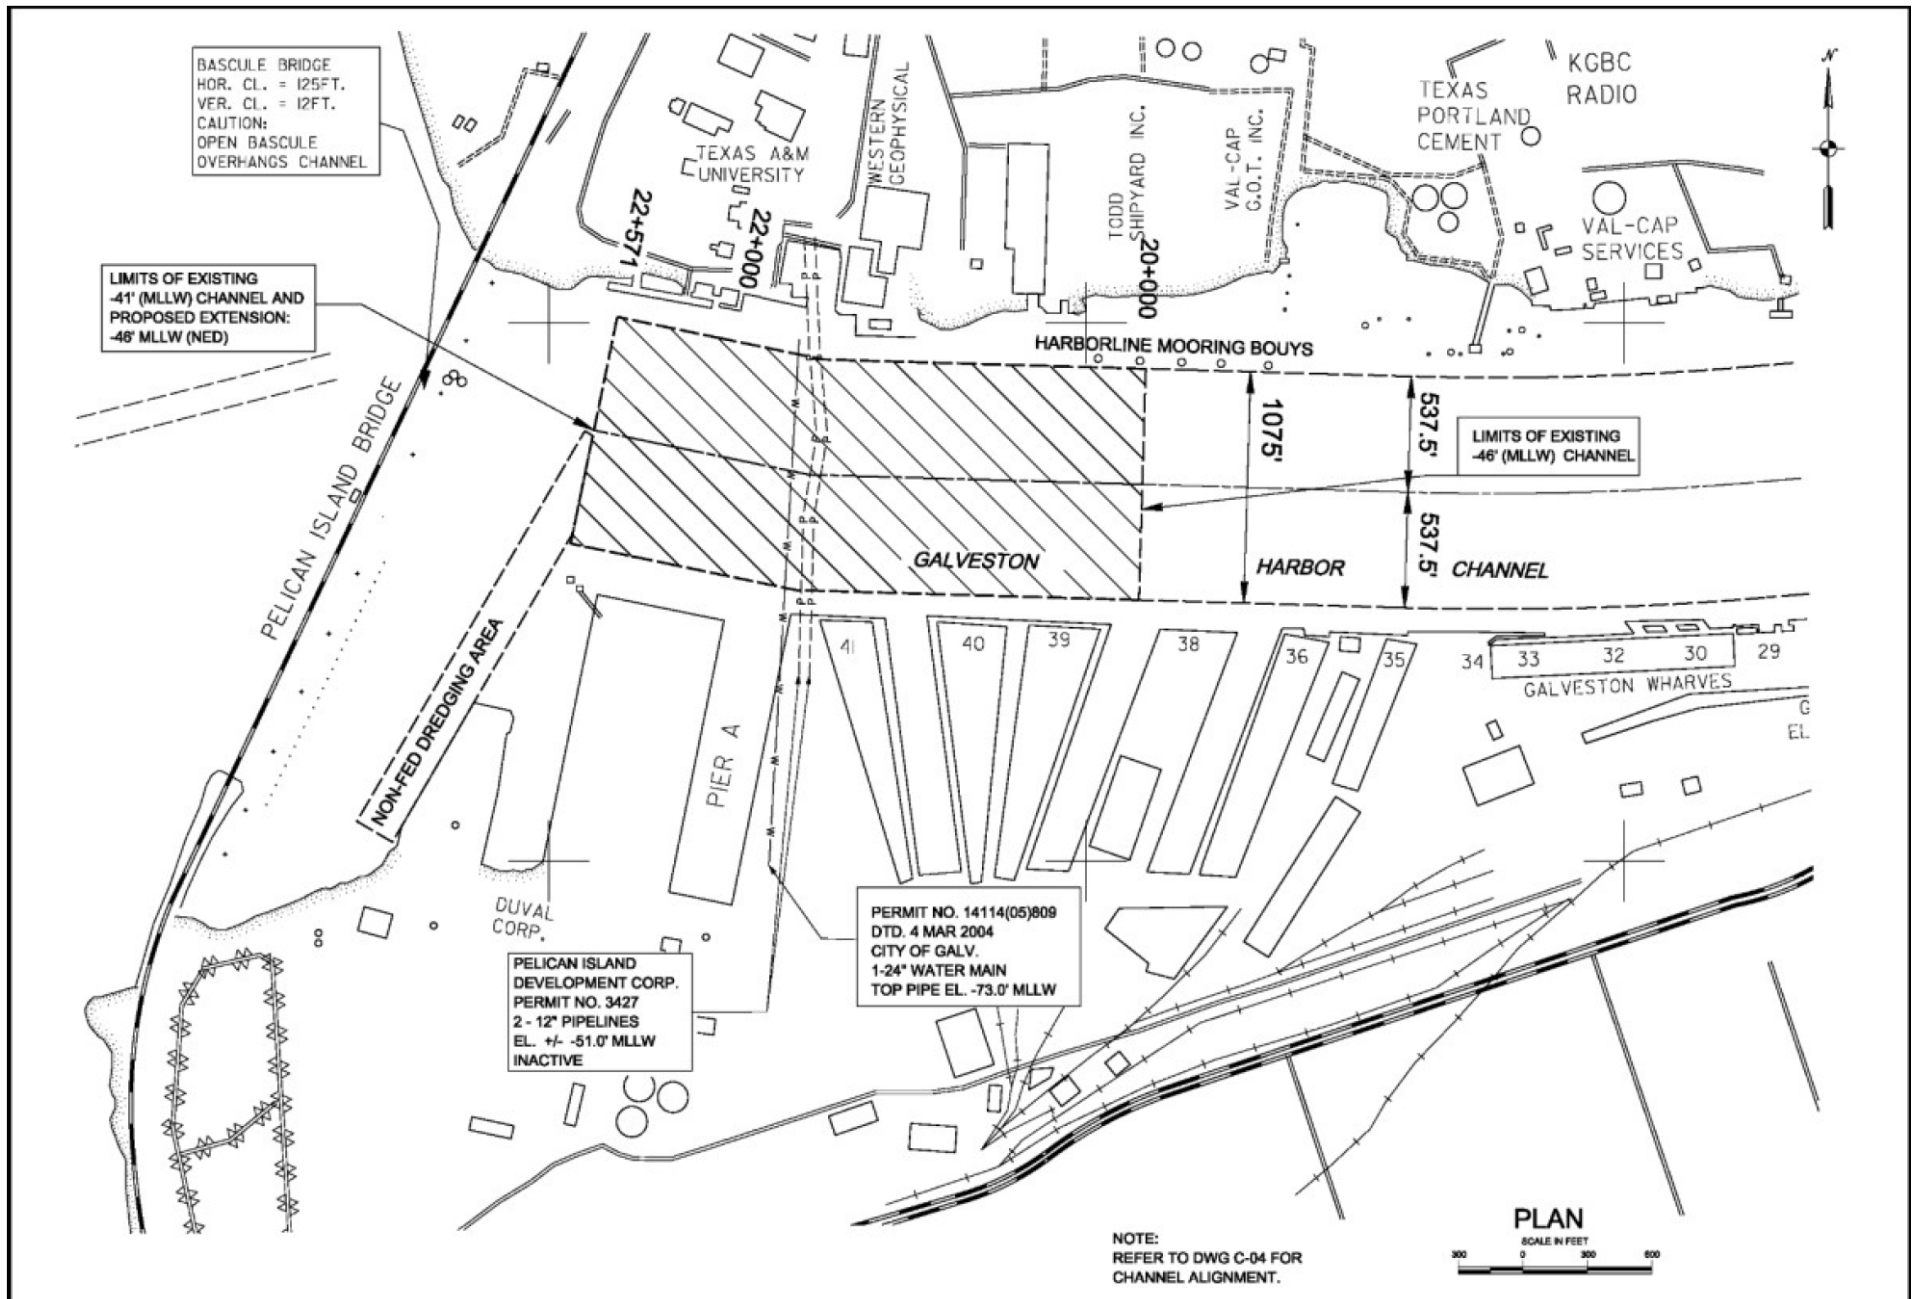 BASCULE BRIDGE
HOR. CL. = 125FT.
VER. CL. = 12FT.
CAUTION:
OPEN BASCULE
OVERHANGS CHANNEL
N
KGBC
RADIO
TEXAS
PORTLAND
CEMENT
WESTERN
GEOPHYSICAL
TEXAS A&M
UNIVERSITY
TODD
SHIPYARD INC.
VAL-CAP
G.O.T. INC.
VAL-CAP
SERVICES
22+571
22+000
20+000
LIMITS OF EXISTING
-41' (MLLW) CHANNEL AND
PROPOSED EXTENSION:
-46' MLLW (NED)
HARBORLINE MOORING BOUYS
PELICAN ISLAND BRIDGE
1075'
537.5'
537.5'
LIMITS OF EXISTING
-46' (MLLW) CHANNEL
GALVESTON HARBOR CHANNEL
P P
P P
P P
P P
W
W
W
W
W
W
W
NON-FED DREDGING AREA
PIER A
41 40 39 38 36 35 34 33 32 30 29
GALVESTON WHARVES
G
EL
DUVAL
CORP.
PERMIT NO. 14114(05)809
DTD. 4 MAR 2004
CITY OF GALV.
1-24" WATER MAIN
TOP PIPE EL. -73.0' MLLW
PELICAN ISLAND
DEVELOPMENT CORP.
PERMIT NO. 3427
2 - 12" PIPELINES
EL. +/- -51.0' MLLW
INACTIVE
NOTE:
REFER TO DWG C-04 FOR
CHANNEL ALIGNMENT.
PLAN
SCALE IN FEET
300 0 300 600